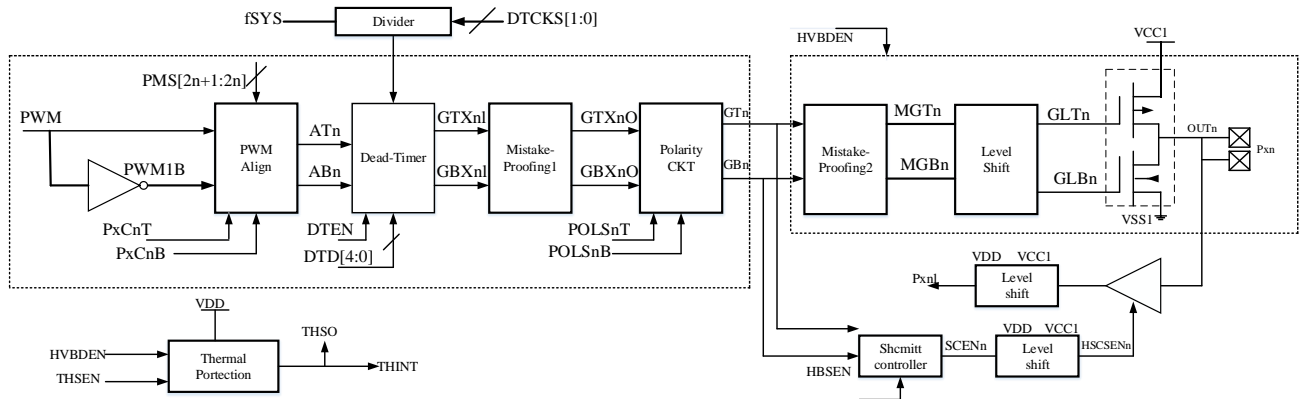 fSYS
Divider
DTCKS[1:0]
HVBDEN
VCC1
PMS[2n+1:2n]
PWM
PWM1B
PWM
Align
ATn
ABn
Dead-Timer
GTXnl
GBXnl
Mistake-
Proofing1
GTXnO
GBXnO
Polarity
CKT
GTn
GBn
Mistake-
Proofing2
MGTn
MGBn
Level
Shift
GLTn
GLBn
OUTn
Pxn
VSS1
PxCnT
PxCnB
DTEN
DTD[4:0]
POLSnT
POLSnB
VDD VCC1
Pxnl
Level
shift
VDD
HVBDEN
THSEN
Thermal
Portection
THSO
THINT
HBSEN
Shcmitt
controller
SCENn
VDD VCC1
Level
shift
HSCSENn